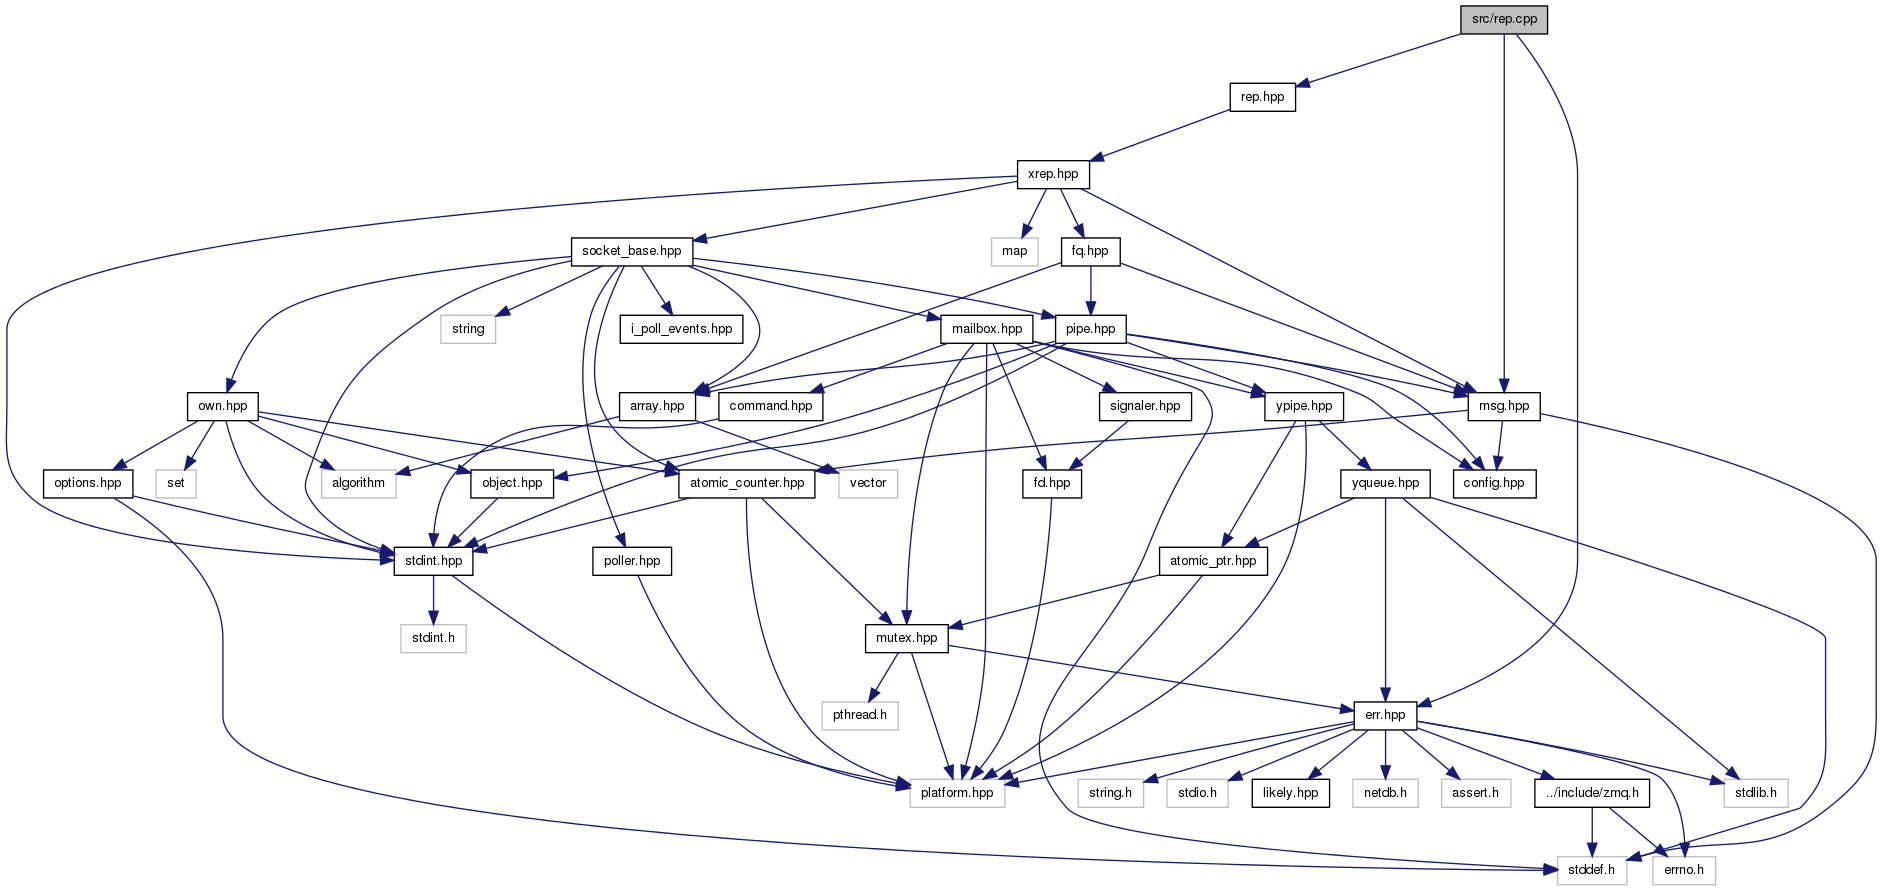 src/rep.cpp
rep.hpp
xrep.hpp
socket_base.hpp
map
fq.hpp
string
i_poll_events.hpp
mailbox.hpp
pipe.hpp
own.hpp
array.hpp
command.hpp
signaler.hpp
ypipe.hpp
msg.hpp
options.hpp
set
algorithm
object.hpp
atomic_counter.hpp
vector
fd.hpp
yqueue.hpp
config.hpp
stdint.hpp
poller.hpp
atomic_ptr.hpp
stdint.h
mutex.hpp
pthread.h
err.hpp
platform.hpp
string.h
stdio.h
likely.hpp
netdb.h
assert.h
../include/zmq.h
stdlib.h
stddef.h
errno.h